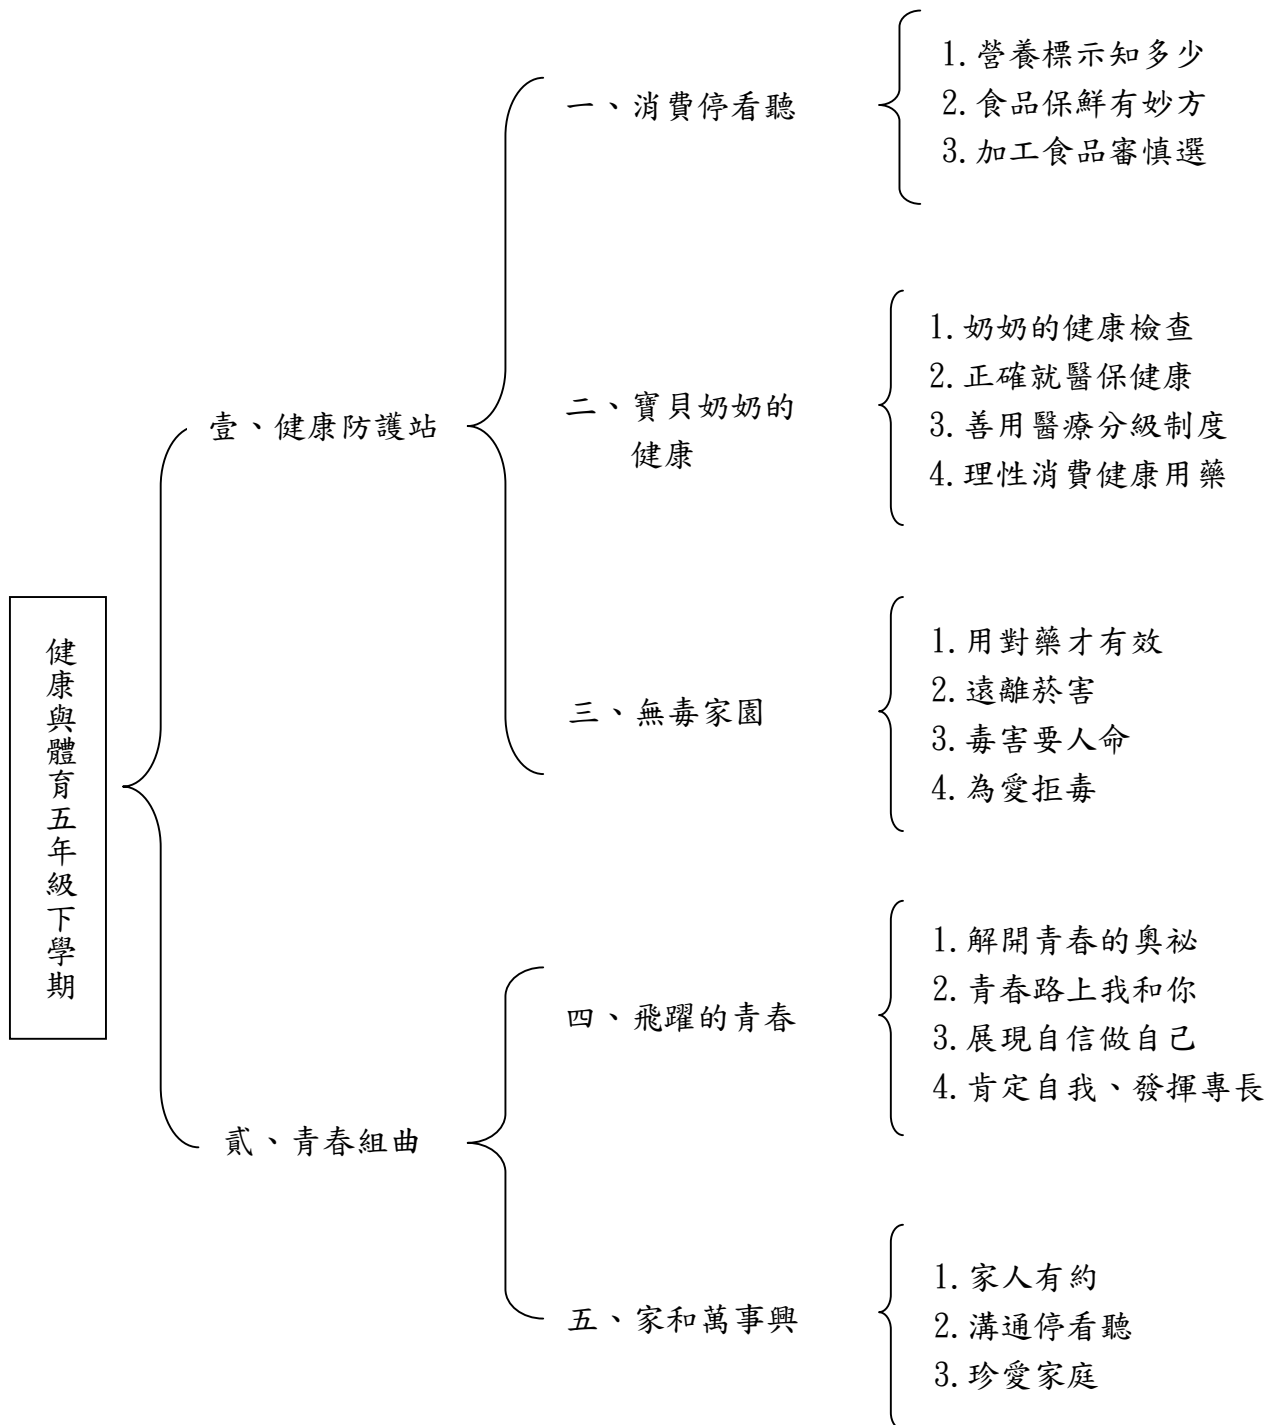 健康與體育五年級下學期
壹、健康防護站
一、消費停看聽
1.營養標示知多少
2.食品保鮮有妙方
3.加工食品審慎選
二、寶貝奶奶的
健康
1.奶奶的健康檢查
2.正確就醫保健康
3.善用醫療分級制度
4.理性消費健康用藥
三、無毒家園
1.用對藥才有效
2.遠離菸害
3.毒害要人命
4.為愛拒毒
貳、青春組曲
四、飛躍的青春
1.解開青春的奧祕
2.青春路上我和你
3.展現自信做自己
4.肯定自我、發揮專長
五、家和萬事興
1.家人有約
2.溝通停看聽
3.珍愛家庭